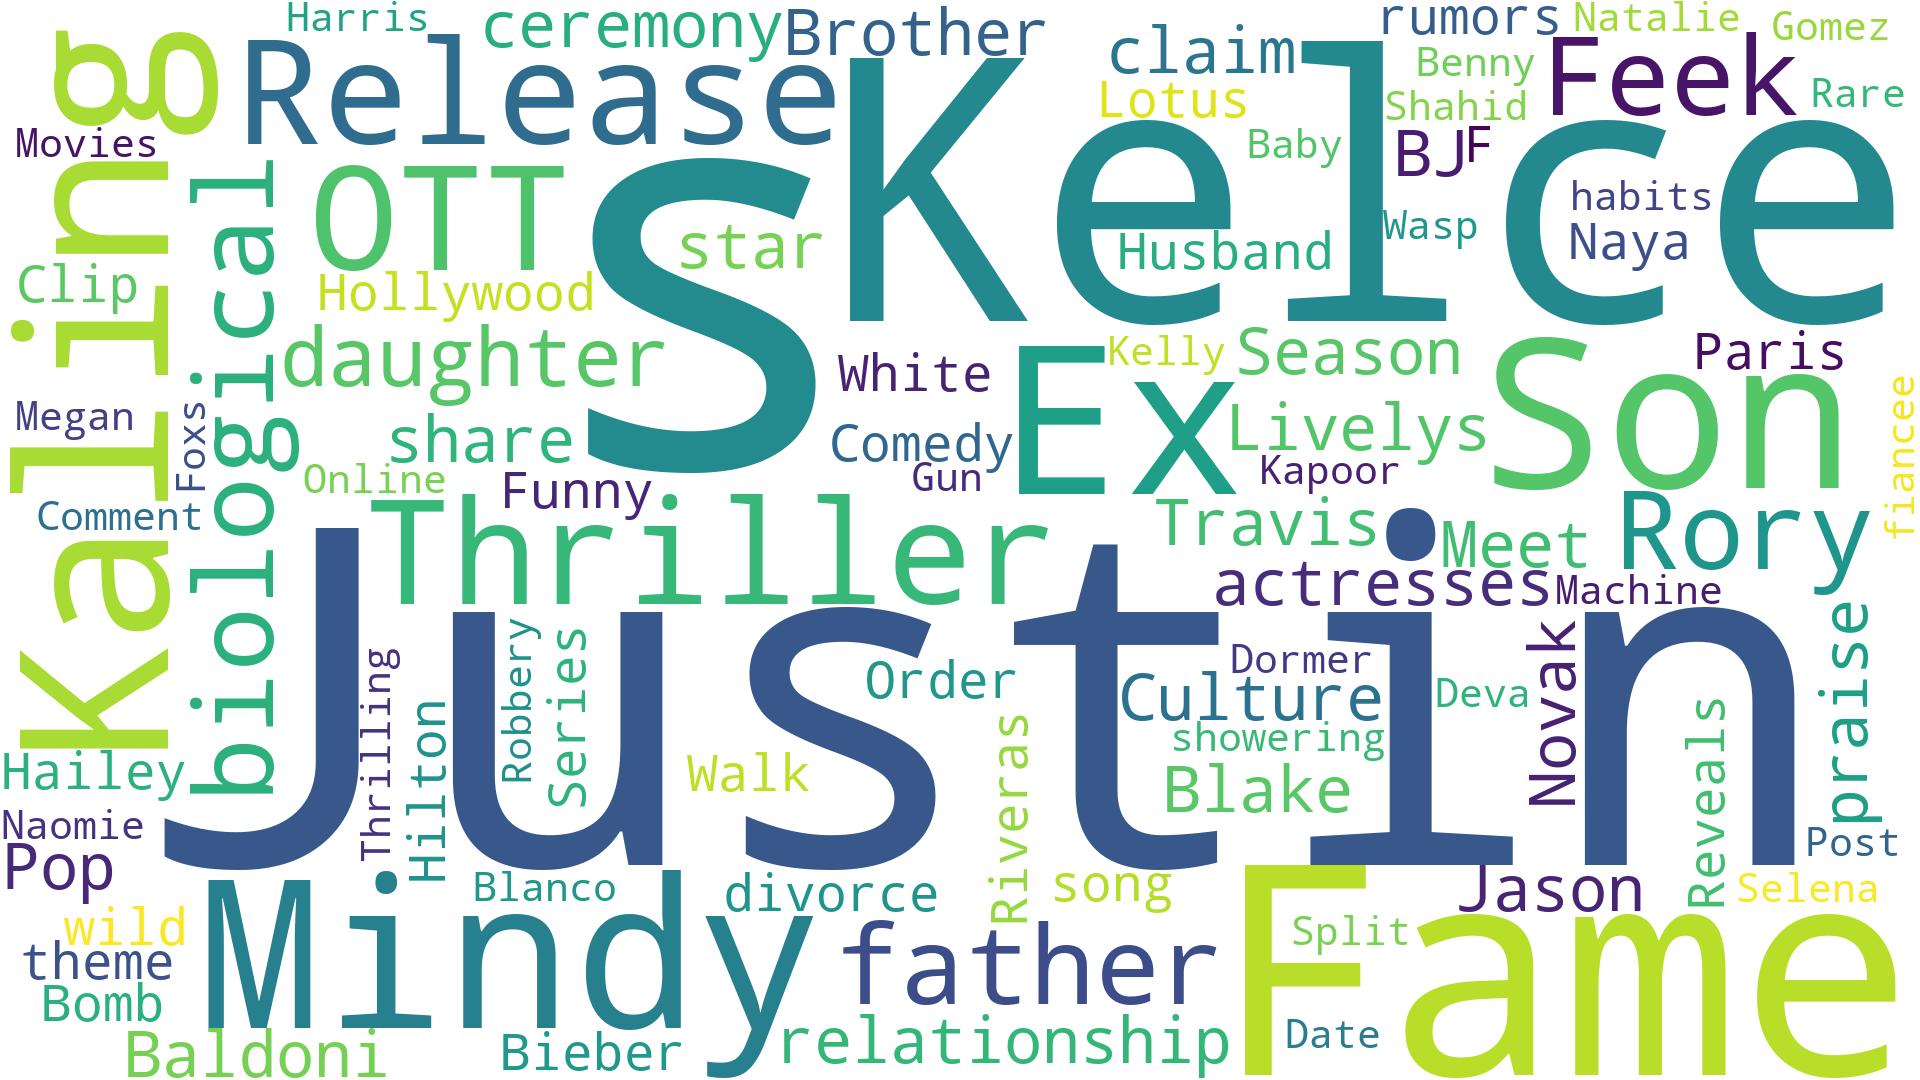 Harris
ceremony
Brother
rumors
Natalie
Gomez
Release
Kelce
claim
Benny
Feek
Rare
Lotus
Shahid
Kaling
Movies
biological
OTT
S
Baby
BJ
F
habits
Wasp
Naya
star
Husband
Clip
Hollywood
daughter
White
Ex
Kelly
Season
Son
Paris
Megan
Foxs
share
Comedy
Livelys
fiancee
Online
Funny
Gun
Kapoor
Comment
Thriller
Travis
Meet
Rory
Justin
actresses
Machine
Thrilling
Robbery
Series
Order
Dormer
Culture
Deva
Novak
praise
Hailey
Hilton
Walk
Riveras
showering
Blake
Reveals
Naomie
Pop
Post
Mindy
Blanco
divorce
song
Fame
Jason
Selena
wild
theme
father
Split
Bomb
Baldoni
Bieber
relationship
Date